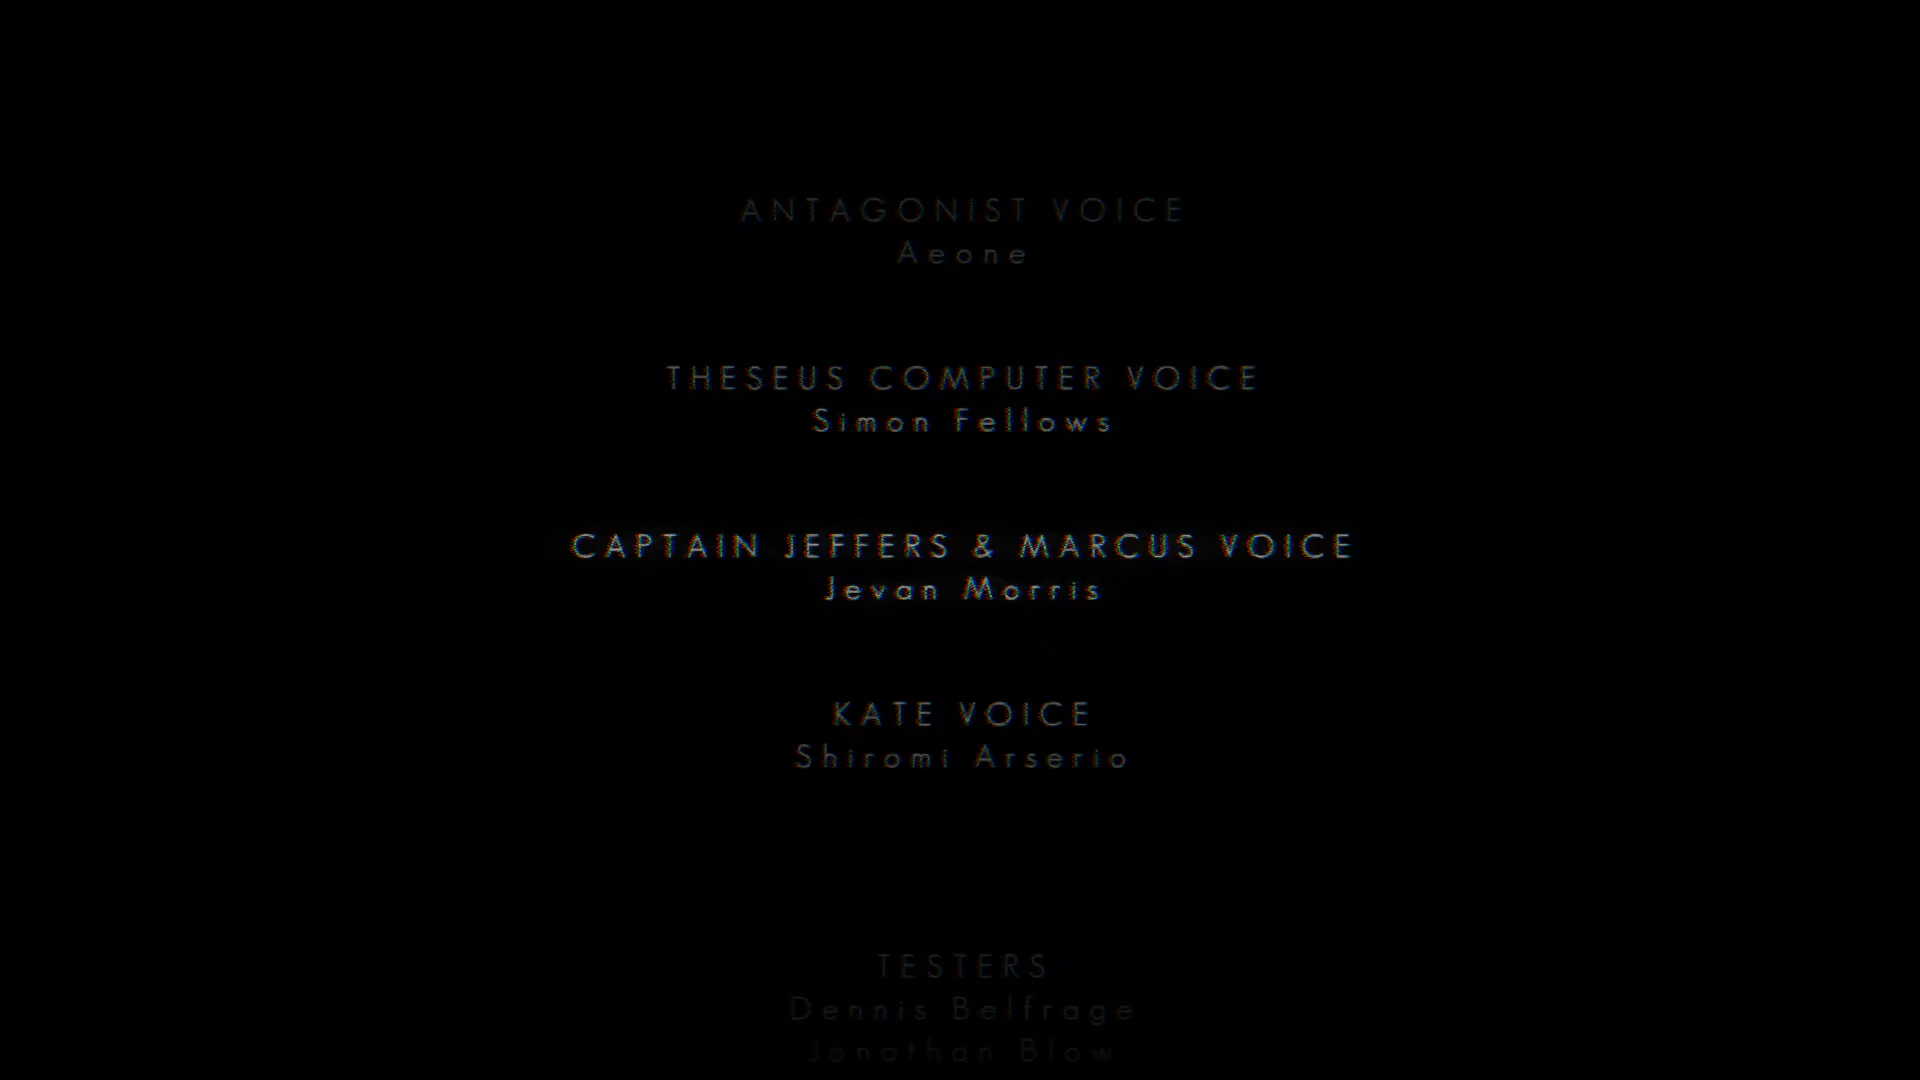 ANTAGONIST VOICE
Aeone
THESEUS COMPUTER VOICE
Simon Fellows
CAPTAIN JEFFERS & MARCUS VOICE
Jevan Morris
KATE VOICE
Shiromi Arserio
TESTERS
Dennis Belfrage
Jonathan Blow